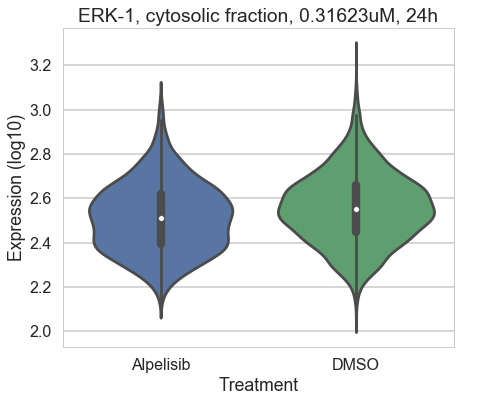 ERK-1, cytosolic fraction, 0.31623uM, 24h
Expression (log10)
3.2
3.0
2.8
2.6
2.4
2.2
2.0
Alpelisib DMSO
Treatment